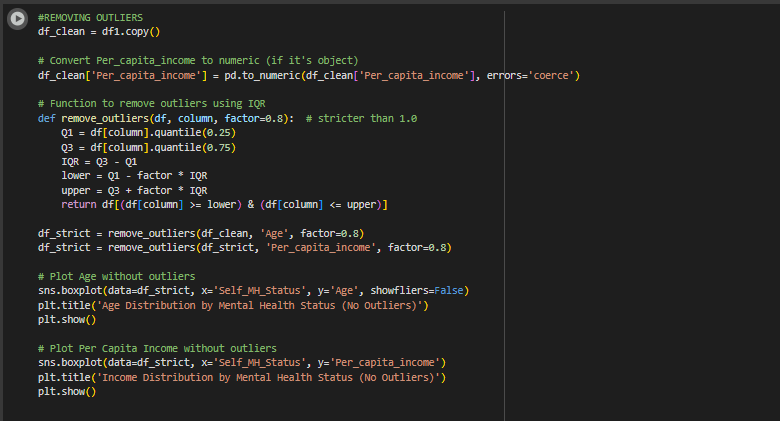 #REMOVING OUTLIERS
df_clean = df1.copy()

# Convert Per_capita_income to numeric (if it's object)
df_clean['Per_capita_income'] = pd.to_numeric(df_clean['Per_capita_income'], errors='coerce')

# Function to remove outliers using IQR
def remove_outliers(df, column, factor=0.8):  # stricter than 1.0
    Q1 = df[column].quantile(0.25)
    Q3 = df[column].quantile(0.75)
    IQR = Q3 - Q1
    lower = Q1 - factor * IQR
    upper = Q3 + factor * IQR
    return df[(df[column] >= lower) & (df[column] <= upper)]

df_strict = remove_outliers(df_clean, 'Age', factor=0.8)
df_strict = remove_outliers(df_strict, 'Per_capita_income', factor=0.8)

# Plot Age without outliers
sns.boxplot(data=df_strict, x='Self_MH_Status', y='Age', showfliers=False)
plt.title('Age Distribution by Mental Health Status (No Outliers)')
plt.show()

# Plot Per Capita Income without outliers
sns.boxplot(data=df_strict, x='Self_MH_Status', y='Per_capita_income')
plt.title('Income Distribution by Mental Health Status (No Outliers)')
plt.show()